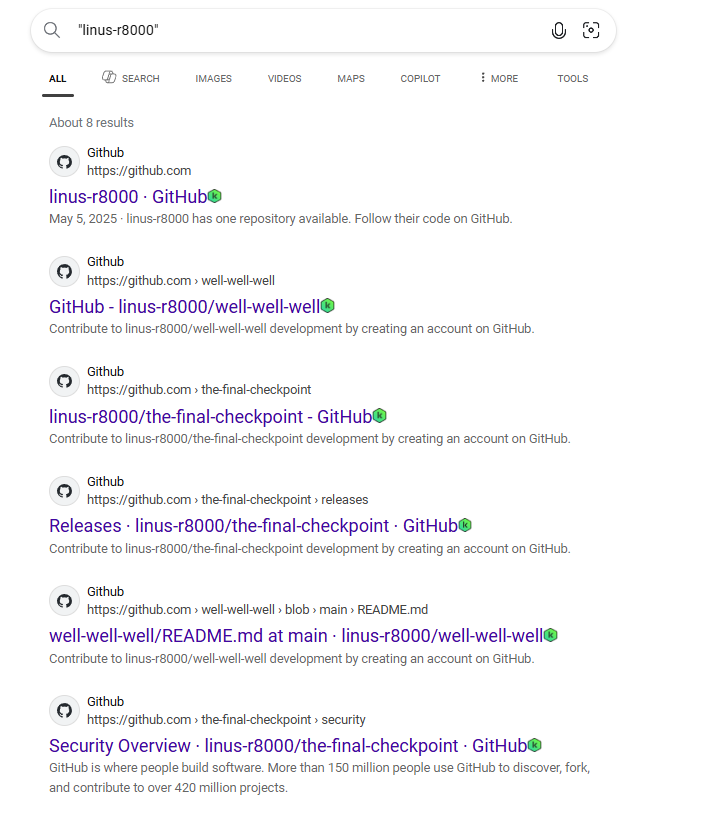 "linus-r8000"
ALL SEARCH IMAGES VIDEOS MAPS COPILOT MORE TOOLS
About 8 results
Github
https://github.com
linus-r8000 · GitHub
May 5, 2025 · linus-r8000 has one repository available. Follow their code on GitHub.
Github
https://github.com › well-well-well
GitHub - linus-r8000/well-well-well
Contribute to linus-r8000/well-well-well development by creating an account on GitHub.
Github
https://github.com › the-final-checkpoint
linus-r8000/the-final-checkpoint - GitHub
Contribute to linus-r8000/the-final-checkpoint development by creating an account on GitHub.
Github
https://github.com › the-final-checkpoint › releases
Releases · linus-r8000/the-final-checkpoint · GitHub
Contribute to linus-r8000/the-final-checkpoint development by creating an account on GitHub.
Github
https://github.com › well-well-well › blob › main › README.md
well-well-well/README.md at main · linus-r8000/well-well-well
Contribute to linus-r8000/well-well-well development by creating an account on GitHub.
Github
https://github.com › the-final-checkpoint › security
Security Overview · linus-r8000/the-final-checkpoint · GitHub
GitHub is where people build software. More than 150 million people use GitHub to discover, fork,
and contribute to over 420 million projects.